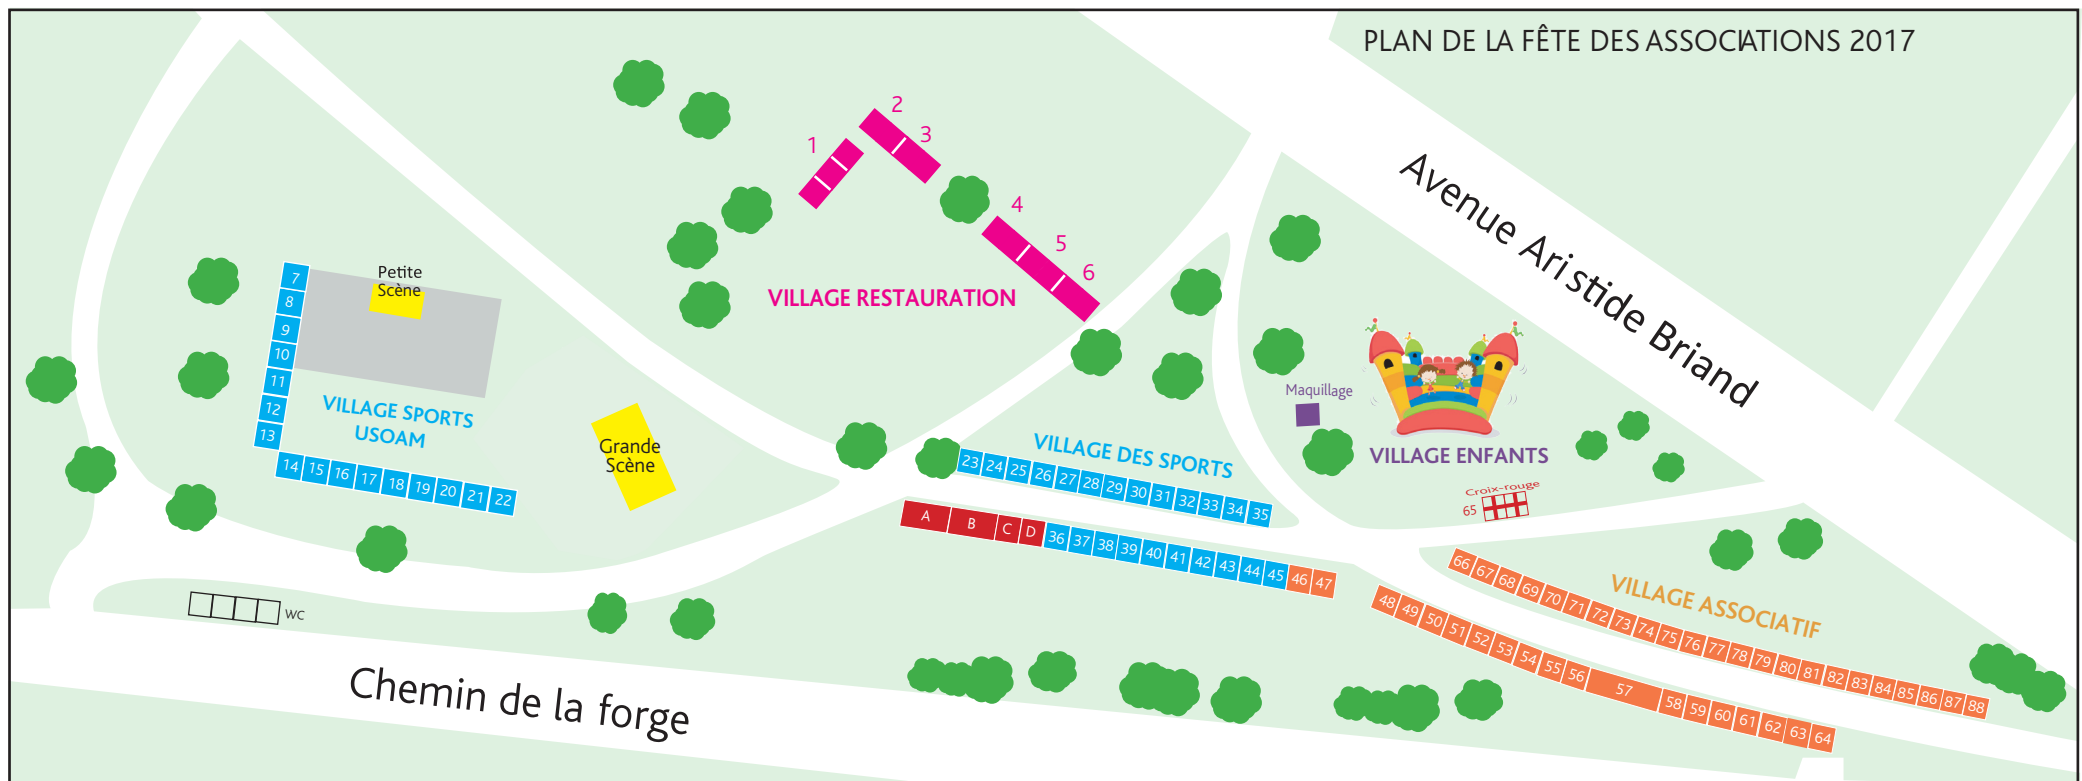 PLAN DE LA FÊTE DES ASSOCIATIONS 2017
Avenue Aristide Briand
1
2
3
4
5
6
VILLAGE RESTAURATION
Petite
Scène
7
8
9
10
11
12
13
VILLAGE SPORTS
USOAM
14 15 16 17 18 19 20 21 22
Grande
Scène
VILLAGE DES SPORTS
23 24 25 26 27 28 29 30 31 32 33 34 35
A B C D 36 37 38 39 40 41 42 43 44 45 46 47
Maquillage
VILLAGE ENFANTS
Croix-rouge
65
VILLAGE ASSOCIATIF
66 67 68 69 70 71 72 73 74 75 76 77 78 79 80 81 82 83 84 85 86 87 88
48 49 50 51 52 53 54 55 56 57 58 59 60 61 62 63 64
WC
Chemin de la forge